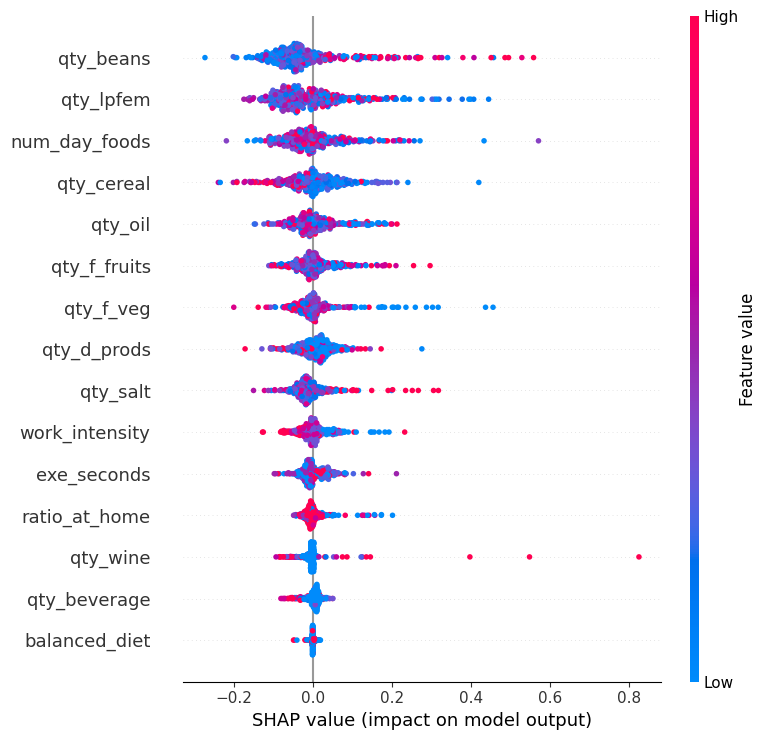 High
qty_beans
qty_lpfem
num_day_foods
qty_cereal
qty_oil
qty_f_fruits
qty_f_veg
qty_d_prods
qty_salt
work_intensity
exe_seconds
ratio_at_home
qty_wine
qty_beverage
balanced_diet
Feature value
Low
−0.2 0.0 0.2 0.4 0.6 0.8
SHAP value (impact on model output)